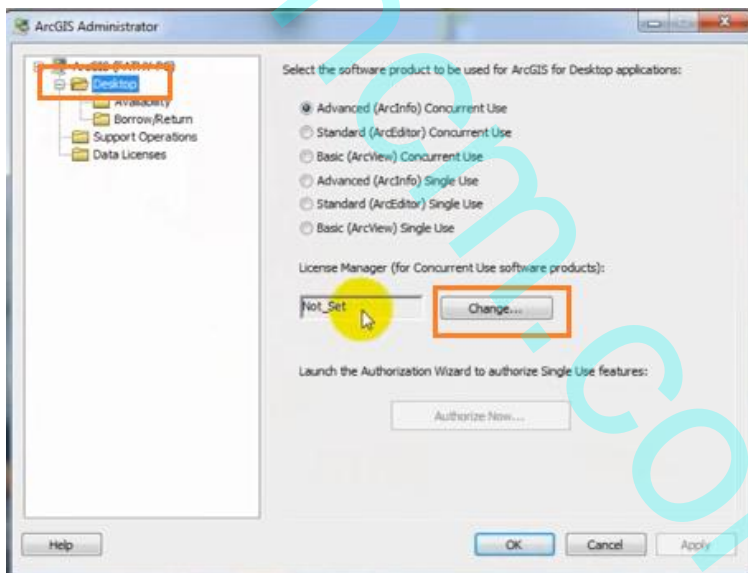 ArcGIS Administrator
Desktop
Availability
Borrow/Return
Support Operations
Data Licenses
Select the software product to be used for ArcGIS for Desktop applications:
Advanced (ArcInfo) Concurrent Use
Standard (ArcEditor) Concurrent Use
Basic (ArcView) Concurrent Use
Advanced (ArcInfo) Single Use
Standard (ArcEditor) Single Use
Basic (ArcView) Single Use
License Manager (for Concurrent Use software products):
Not_Set
Change...
Launch the Authorization Wizard to authorize Single Use features:
Authorize Now...
Help
OK
Cancel
Apply